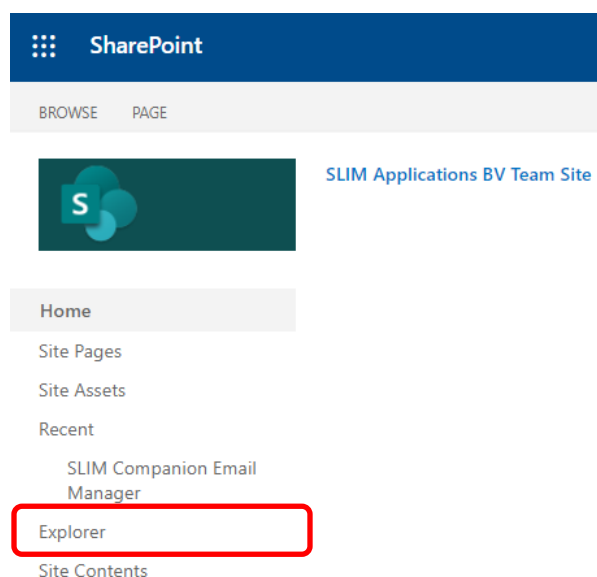 SharePoint
BROWSE PAGE
S
SLIM Applications BV Team Site
Home
Site Pages
Site Assets
Recent
SLIM Companion Email
Manager
Explorer
Site Contents